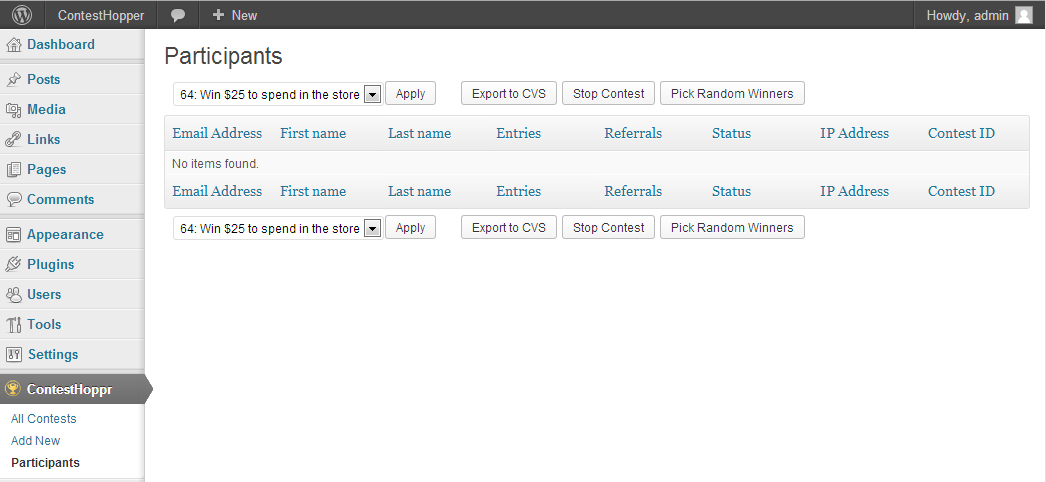 ContestHopper + New Howdy, admin
Dashboard
Posts
Media
Links
Pages
Comments
Appearance
Plugins
Users
Tools
Settings
ContestHoppr
All Contests
Add New
Participants
Participants
64: Win $25 to spend in the store Apply Export to CVS Stop Contest Pick Random Winners
Email Address First name Last name Entries Referrals Status IP Address Contest ID
No items found.
Email Address First name Last name Entries Referrals Status IP Address Contest ID
64: Win $25 to spend in the store Apply Export to CVS Stop Contest Pick Random Winners